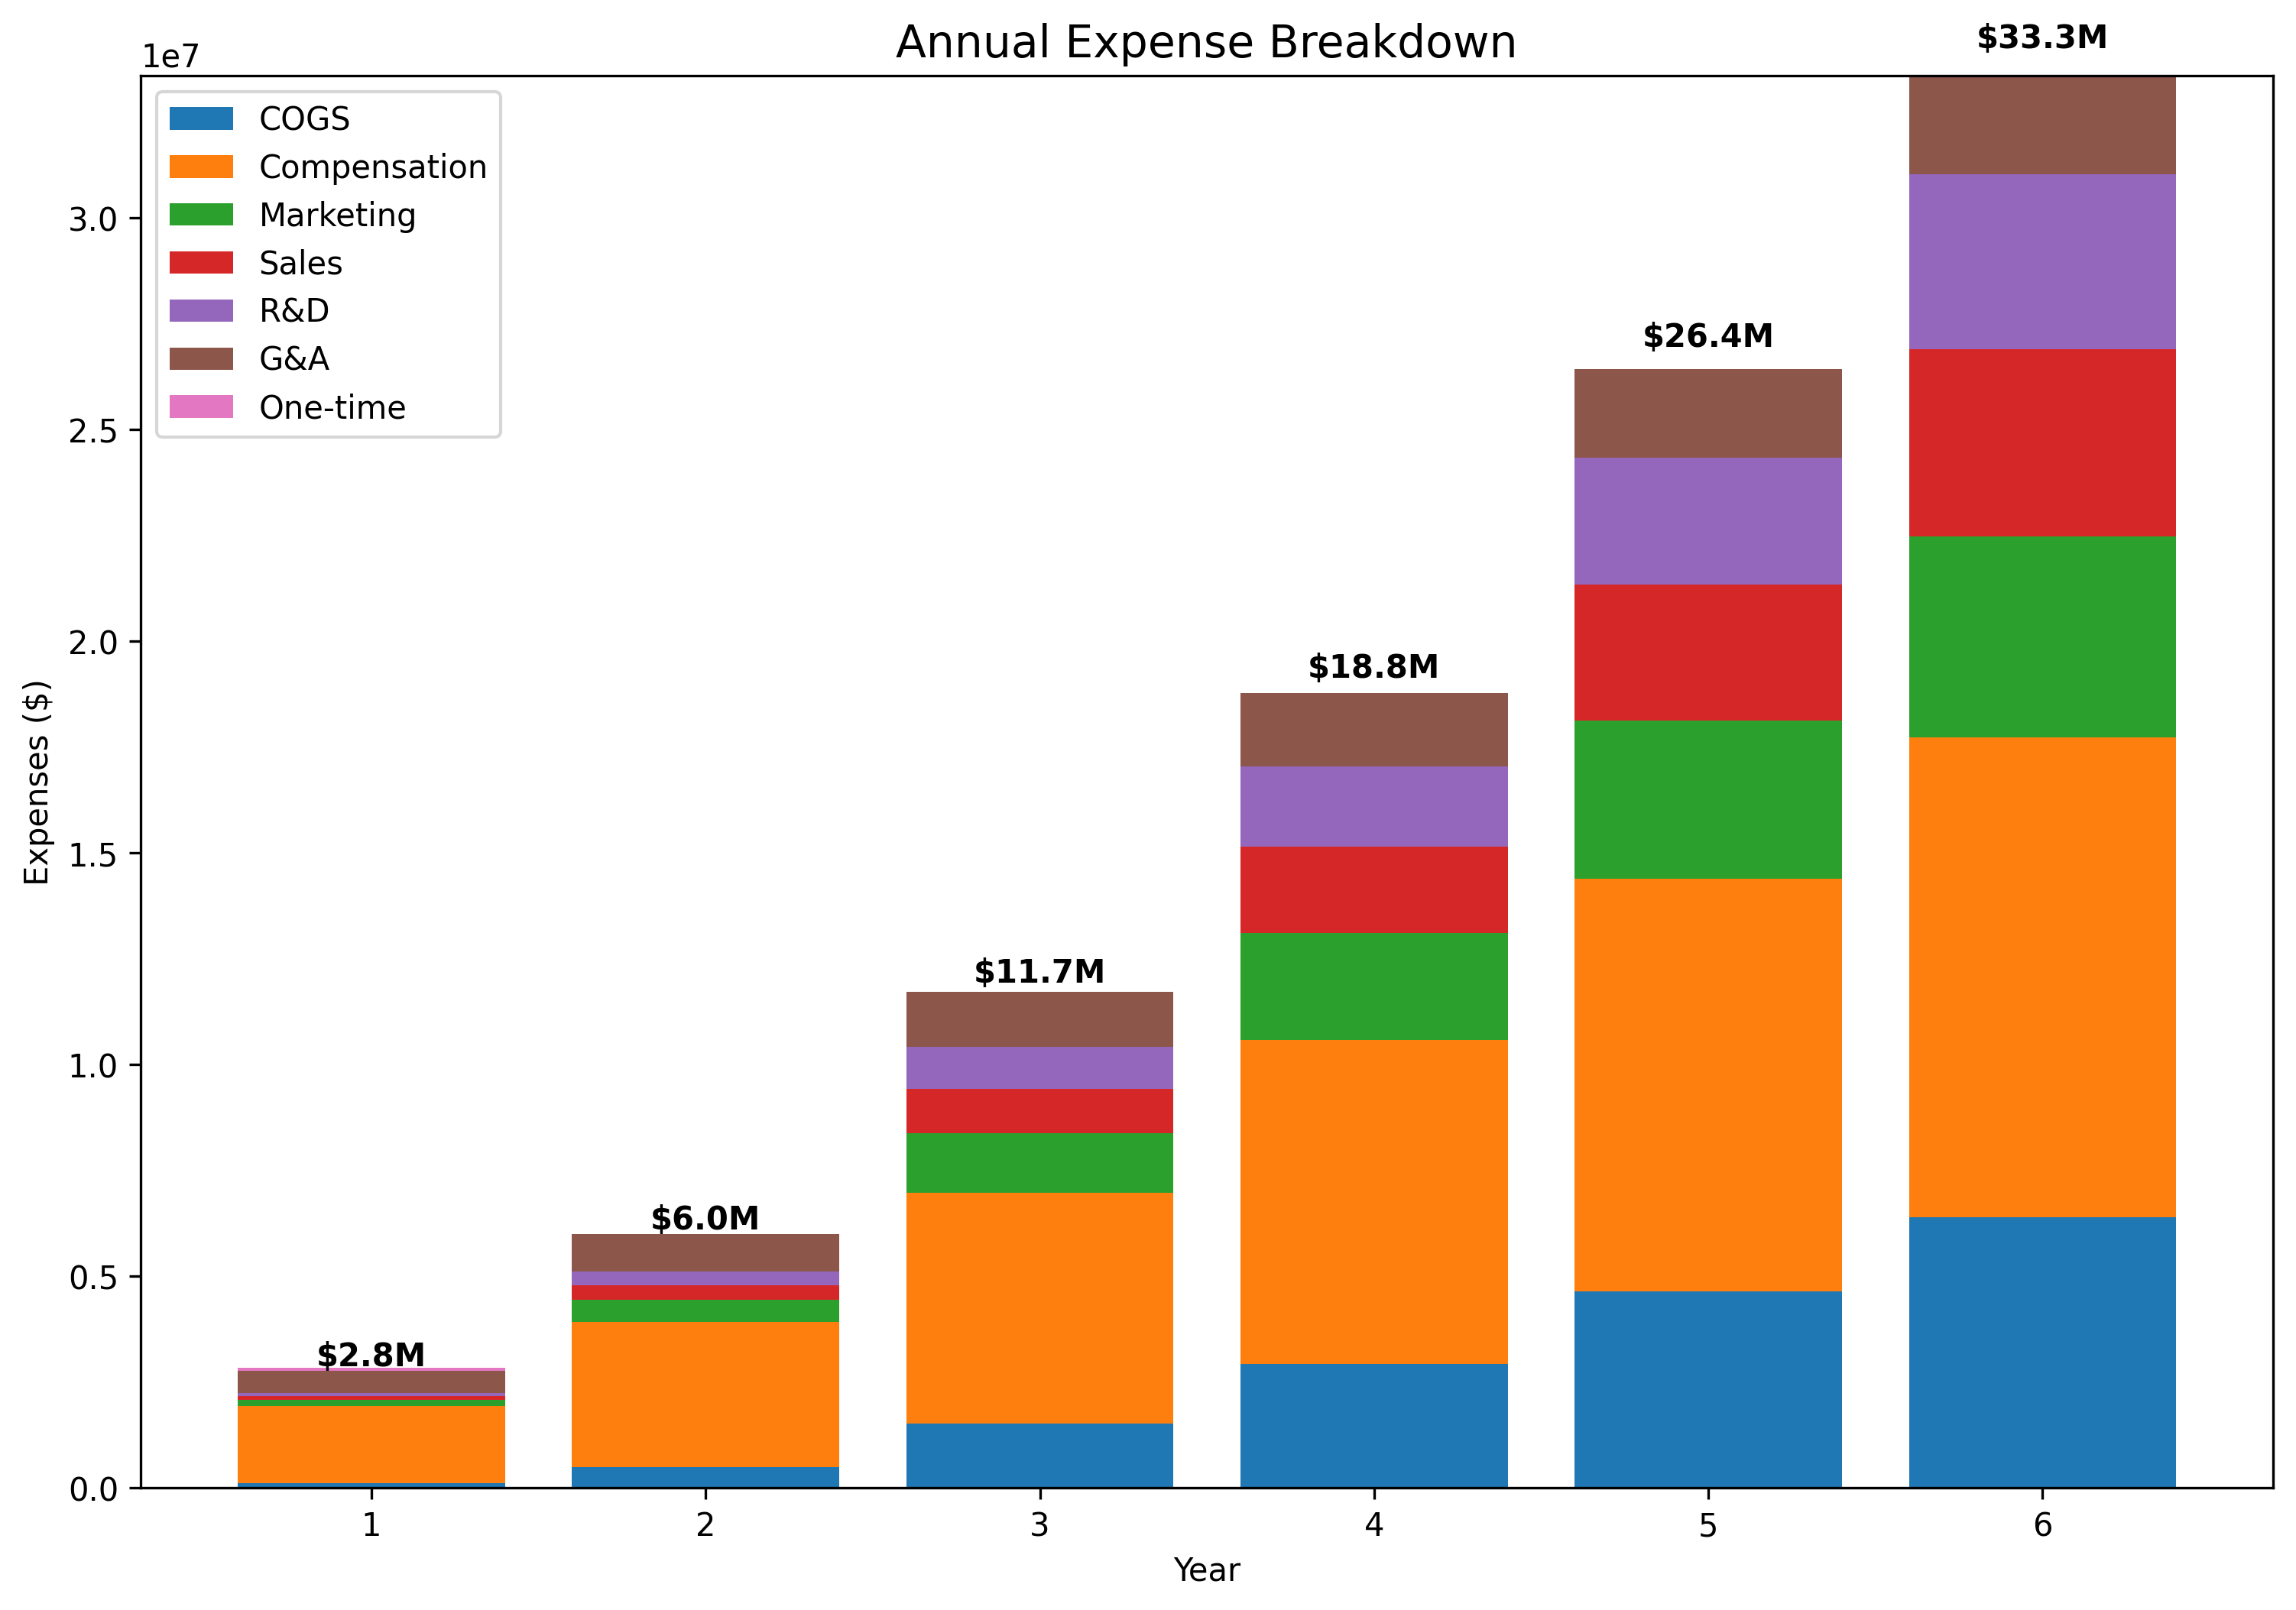 Annual Expense Breakdown
1e7
COGS
Compensation
Marketing
Sales
R&D
G&A
One-time
Expenses ($)
3.0
2.5
2.0
1.5
1.0
0.5
0.0
$2.8M
$6.0M
$11.7M
$18.8M
$26.4M
$33.3M
1 2 3 4 5 6
Year